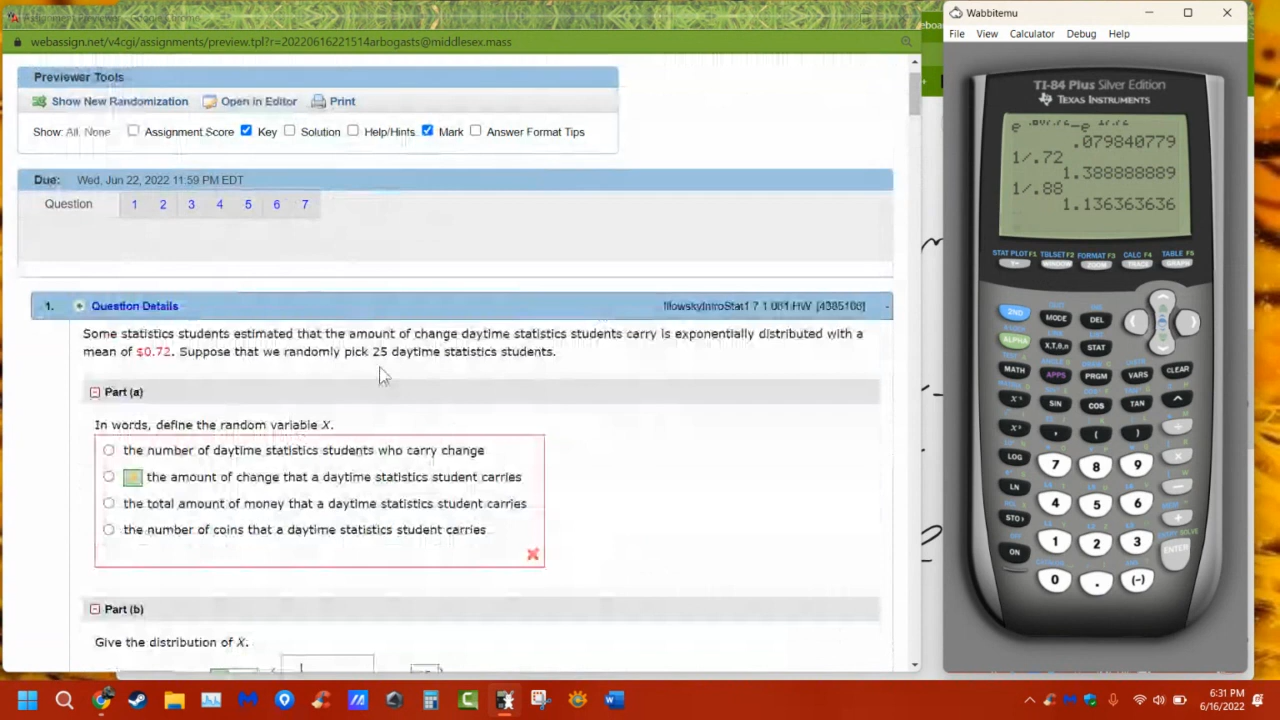 webassign.net/v4cgi/assignments/preview.tpl?r=20220616221514arbogasts@middlesex.mass
Previewer Tools
Show New Randomization Open in Editor Print
Show: All None Assignment Score Key Solution Help/Hints Mark Answer Format Tips
Due: Wed, Jun 22, 2022 11:59 PM EDT
Question 1 2 3 4 5 6 7
1. Question Details
Some statistics students estimated that the amount of change daytime statistics students carry is exponentially distributed with a
mean of $0.72. Suppose that we randomly pick 25 daytime statistics students.
Part (a)
In words, define the random variable X.
the number of daytime statistics students who carry change
the amount of change that a daytime statistics student carries
the total amount of money that a daytime statistics student carries
the number of coins that a daytime statistics student carries
Part (b)
Give the distribution of X.
Wabbitemu
File View Calculator Debug Help
TI-84 Plus Silver Edition
TEXAS INSTRUMENTS
.079840779
1/.72
1.388888889
1/.88
1.136363636
STAT PLOT F1 TBLSET F2 FORMAT F3 CALC F4 TABLE F5
Y= WINDOW ZOOM TRACE GRAPH
2ND MODE DEL
ALPHA X,T,θ,n STAT
MATH APPS PRGM VARS CLEAR
SIN COS TAN ^
X² , ( )
LOG 7 8 9
LN 4 5 6
STO› 1 2 3 ENTER
ON 0 . (-)
6:31 PM
6/16/2022